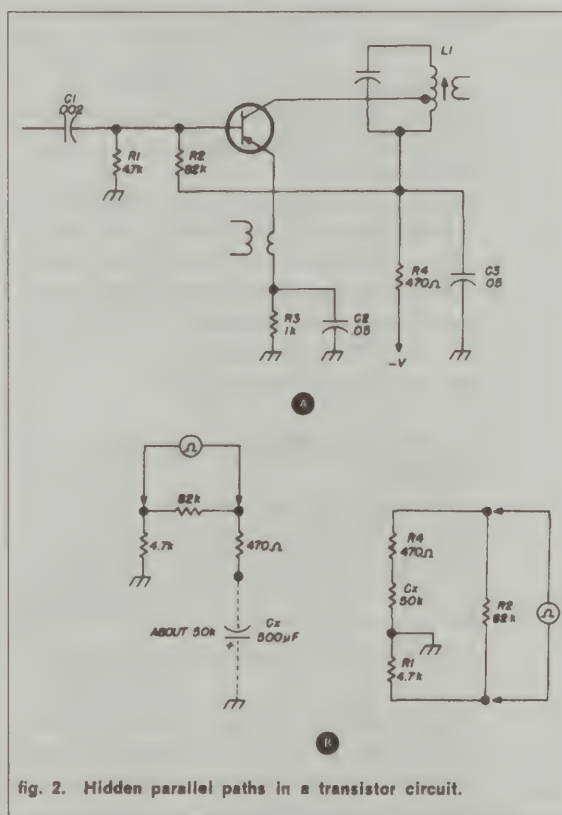 C1
.002
R1
4.7k
R2
82k
L1
R3
1k
C2
.05
R4
470Ω
C3
.05
-V
A
Ω
82k
4.7k
470Ω
ABOUT 50k
Cx
500µF
+
R4
470Ω
Cx
50k
R1
4.7k
R2
82k
Ω
B
fig. 2. Hidden parallel paths in a transistor circuit.